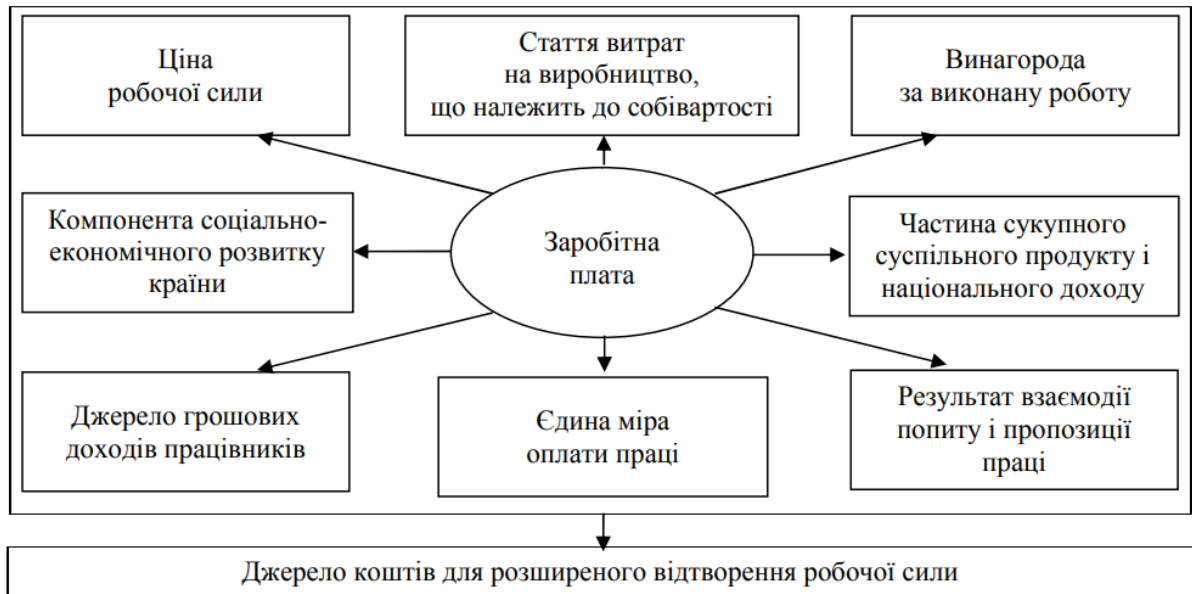 Ціна
робочої сили
Стаття витрат
на виробництво,
що належить до собівартості
Винагорода
за виконану роботу
Компонента соціально-
економічного розвитку
країни
Заробітна
плата
Частина сукупного
суспільного продукту і
національного доходу
Джерело грошових
доходів працівників
Єдина міра
оплати праці
Результат взаємодії
попиту і пропозиції
праці
Джерело коштів для розширеного відтворення робочої сили